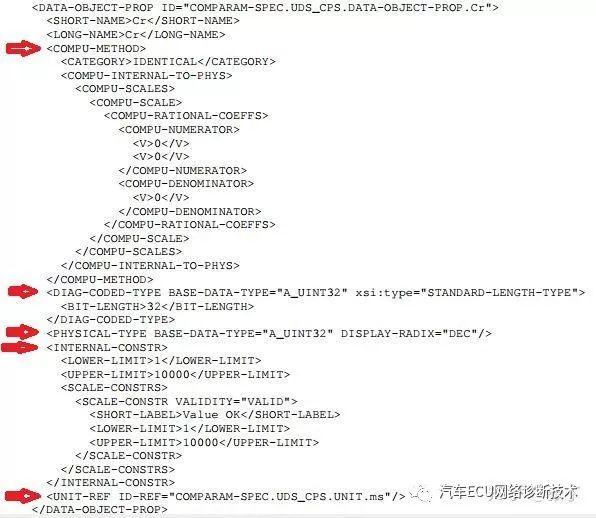 <DATA-OBJECT-PROP ID="COMPARAM-SPEC.UDS_CPS.DATA-OBJECT-PROP.Cr">
<SHORT-NAME>Cr</SHORT-NAME>
<LONG-NAME>Cr</LONG-NAME>
<COMPU-METHOD>
<CATEGORY>IDENTICAL</CATEGORY>
<COMPU-INTERNAL-TO-PHYS>
<COMPU-SCALES>
<COMPU-SCALE>
<COMPU-RATIONAL-COEFFS>
<COMPU-NUMERATOR>
<V>0</V>
<V>0</V>
</COMPU-NUMERATOR>
<COMPU-DENOMINATOR>
<V>0</V>
</COMPU-DENOMINATOR>
</COMPU-RATIONAL-COEFFS>
</COMPU-SCALE>
</COMPU-SCALES>
</COMPU-INTERNAL-TO-PHYS>
</COMPU-METHOD>
<DIAG-CODED-TYPE BASE-DATA-TYPE="A_UINT32" xsi:type="STANDARD-LENGTH-TYPE">
<BIT-LENGTH>32</BIT-LENGTH>
</DIAG-CODED-TYPE>
<PHYSICAL-TYPE BASE-DATA-TYPE="A_UINT32" DISPLAY-RADIX="DEC"/>
<INTERNAL-CONSTR>
<LOWER-LIMIT>1</LOWER-LIMIT>
<UPPER-LIMIT>10000</UPPER-LIMIT>
<SCALE-CONSTRS>
<SCALE-CONSTR VALIDITY="VALID">
<SHORT-LABEL>Value OK</SHORT-LABEL>
<LOWER-LIMIT>1</LOWER-LIMIT>
<UPPER-LIMIT>10000</UPPER-LIMIT>
</SCALE-CONSTR>
</SCALE-CONSTRS>
</INTERNAL-CONSTR>
<UNIT-REF ID-REF="COMPARAM-SPEC.UDS_CPS.UNIT.ms"/>
</DATA-OBJECT-PROP>
汽车ECU网络诊断技术